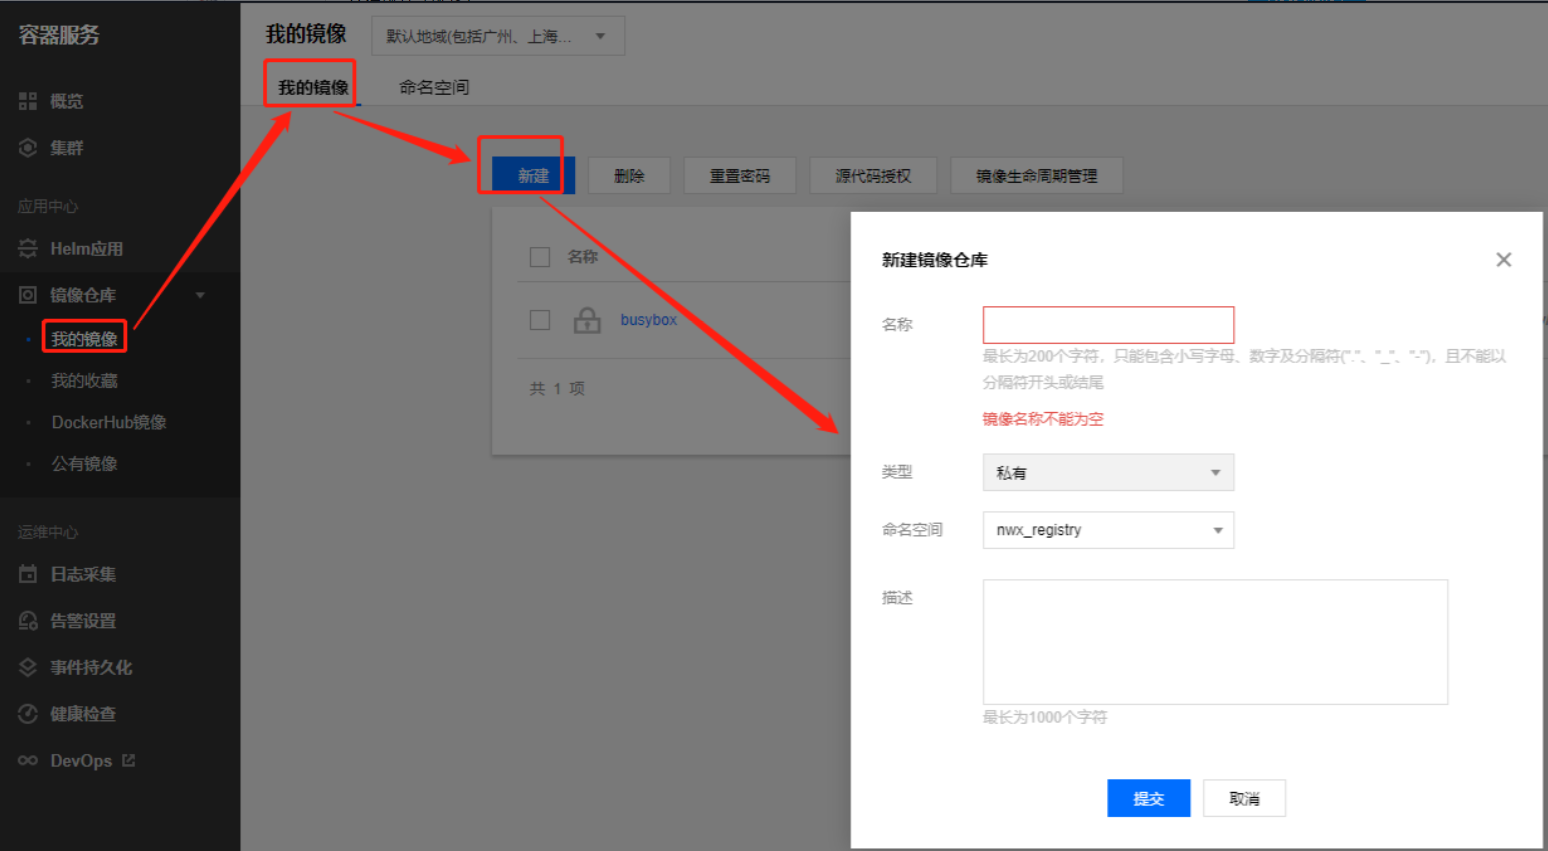 容器服务
概览
集群
应用中心
Helm应用
镜像仓库
我的镜像
我的收藏
DockerHub镜像
公有镜像
运维中心
日志采集
告警设置
事件持久化
健康检查
DevOps
我的镜像
默认地域(包括广州、上海...
我的镜像
命名空间
新建
删除
重置密码
源代码授权
镜像生命周期管理
名称
busybox
共 1 项
新建镜像仓库
名称
最长为200个字符，只能包含小写字母、数字及分隔符("."、"_"、"-")，且不能以
分隔符开头或结尾
镜像名称不能为空
类型
私有
命名空间
nwx_registry
描述
最长为1000个字符
提交
取消